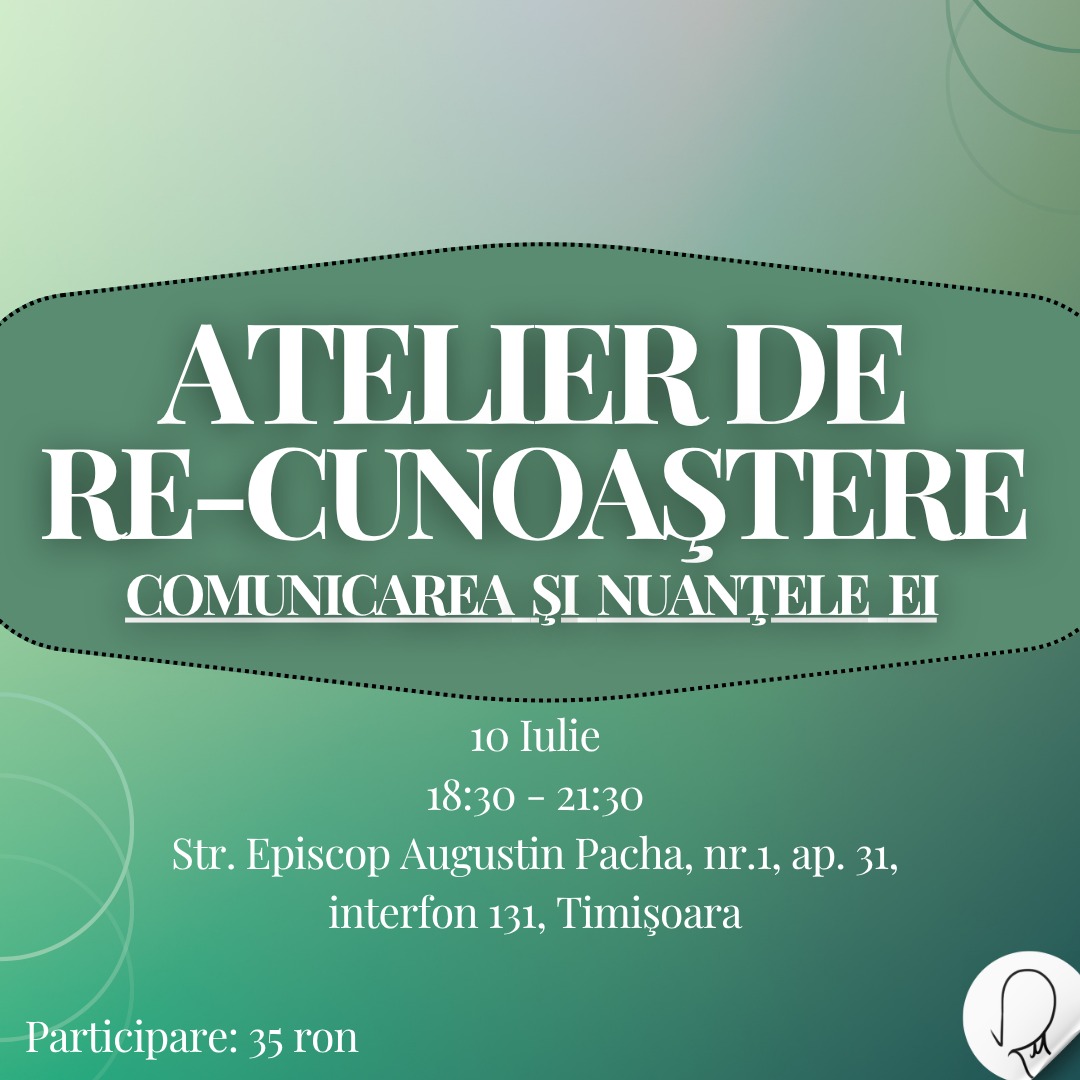 ATELIER DE
RE-CUNOAŞTERE
COMUNICAREA ŞI NUANŢELE EI
10 Iulie
18:30 - 21:30
Str. Episcop Augustin Pacha, nr.1, ap. 31,
interfon 131, Timişoara
Participare: 35 ron